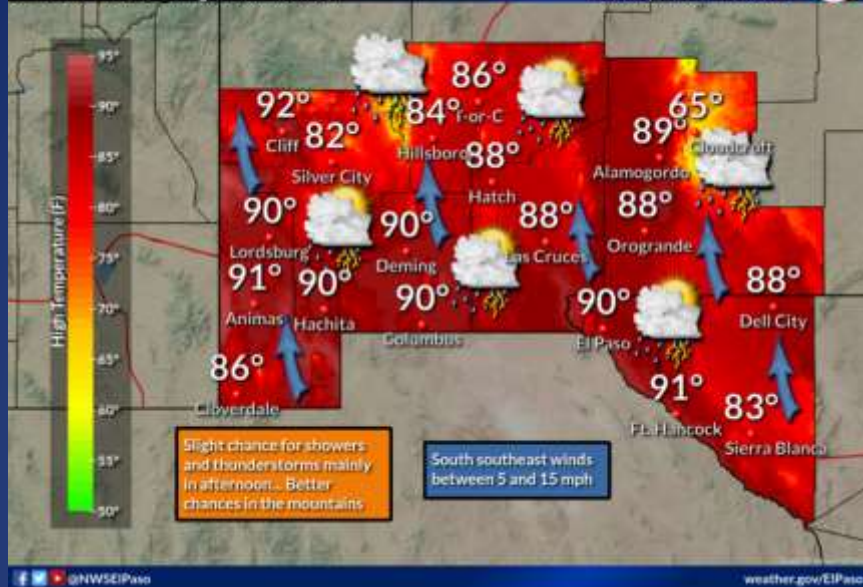 High Temperature (F)
95°
90°
85°
80°
75°
70°
65°
60°
55°
50°
92°
Cliff
82°
Silver City
84°
Hillsboro
86°
T-or-C
88°
Hatch
65°
Cloudcroft
89°
Alamogordo
90°
Lordsburg
90°
Deming
88°
Las Cruces
88°
Orogrande
91°
Animas
90°
Hachita
90°
Columbus
90°
El Paso
88°
Dell City
86°
Cloverdale
91°
Ft. Hancock
83°
Sierra Blanca
Slight chance for showers
and thunderstorms mainly
in afternoon... Better
chances in the mountains
South southeast winds
between 5 and 15 mph
@NWSElPaso
weather.gov/ElPaso